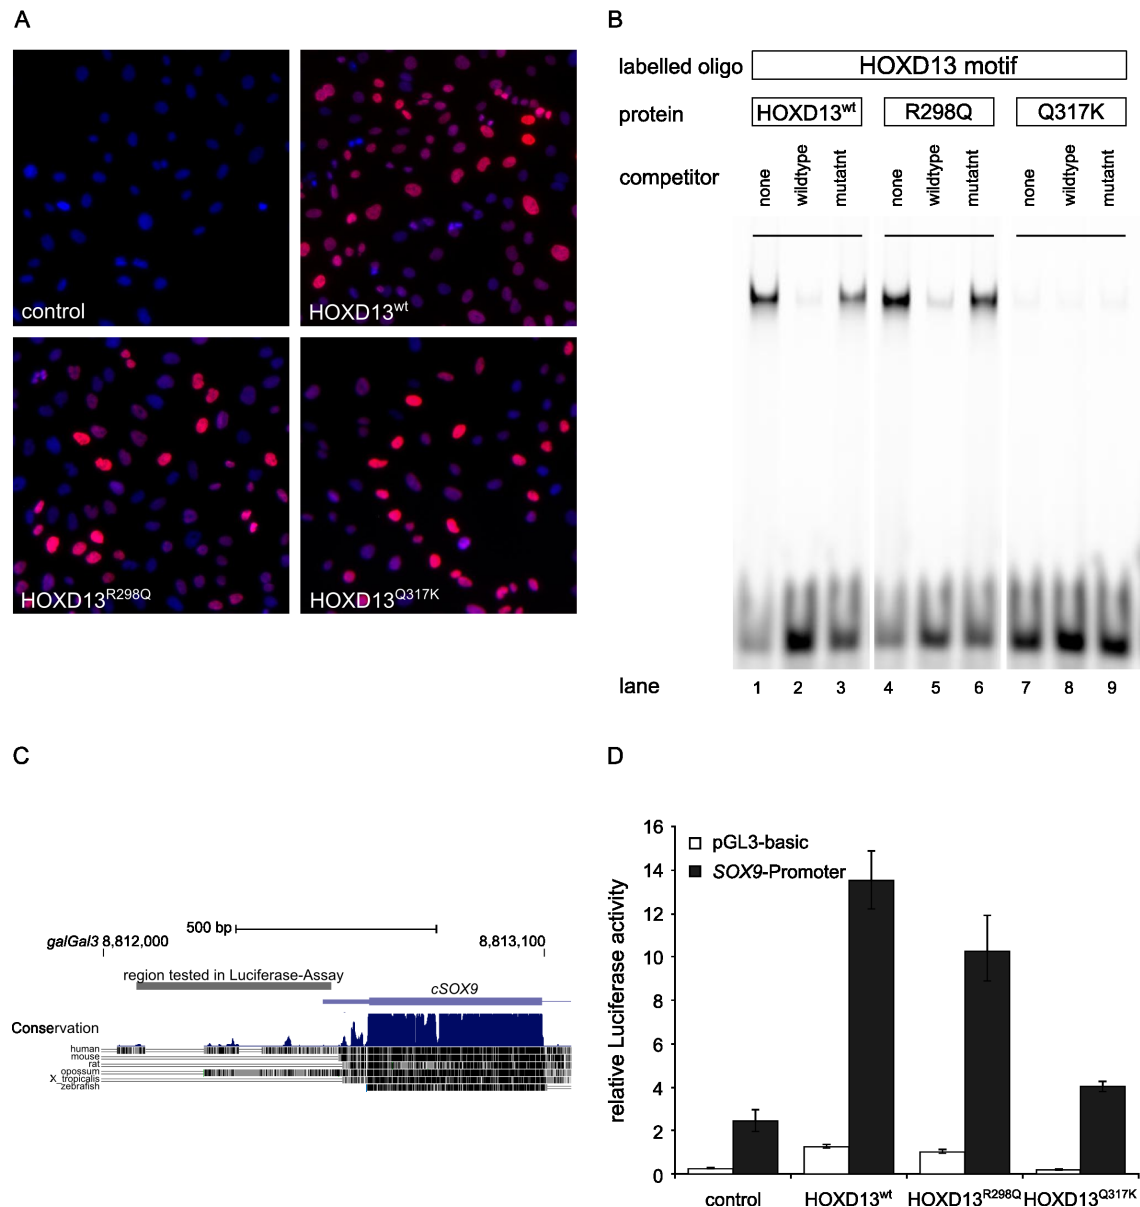 A
control
HOXD13wt
HOXD13R298Q
HOXD13Q317K
B
labelled oligo HOXD13 motif
protein HOXD13wt R298Q Q317K
competitor none wildtype mutatnt none wildtype mutatnt none wildtype mutatnt
lane 1 2 3 4 5 6 7 8 9
C
500 bp
galGal3 8,812,000 8,813,100
region tested in Luciferase-Assay
cSOX9
Conservation
human
mouse
rat
opossum
X_tropicalis
zebrafish
D
relative Luciferase activity
16
14
12
10
8
6
4
2
0
pGL3-basic
SOX9-Promoter
control HOXD13wt HOXD13R298Q HOXD13Q317K